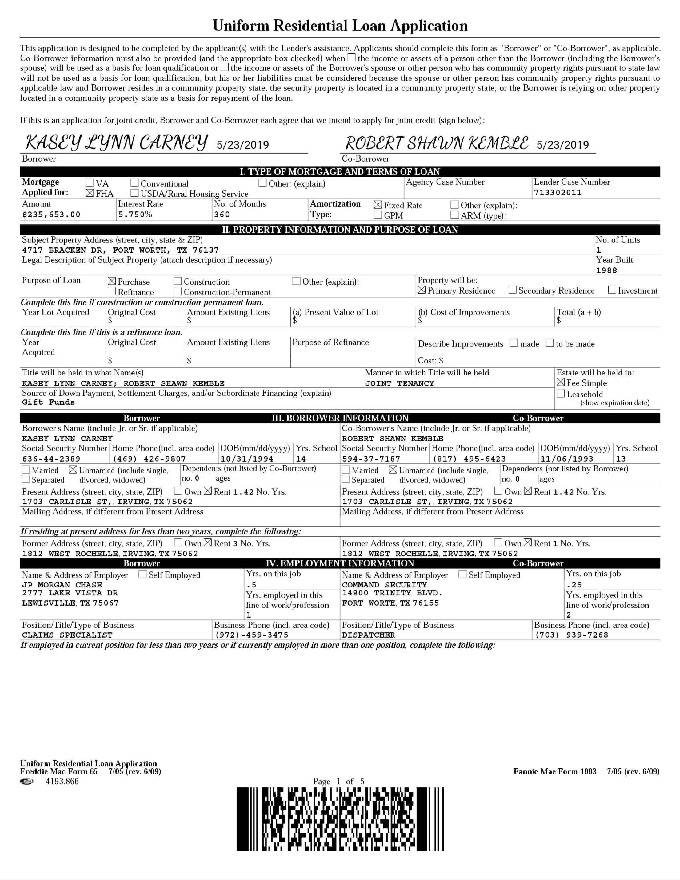 Uniform Residential Loan Application
This application is designed to be completed by the applicant(s) with the Lender's assistance. Applicants should complete this form as "Borrower" or "Co-Borrower", as applicable.
Co-Borrower information must also be provided (and the appropriate box checked) when the income or assets of a person other than the Borrower (including the Borrower's
spouse) will be used as a basis for loan qualification or the income or assets of the Borrower's spouse or other person who has community property rights pursuant to state law
will not be used as a basis for loan qualification, but his or her liabilities must be considered because the spouse or other person has community property rights pursuant to
applicable law and Borrower resides in a community property state, the security property is located in a community property state, or the Borrower is relying on other property
located in a community property state as a basis for repayment of the loan.
If this is an application for joint credit, Borrower and Co-Borrower each agree that we intend to apply for joint credit (sign below):
KASEY LYNN CARNEY 5/23/2019 ROBERT SHAWN KEMBLE 5/23/2019
Borrower Co-Borrower
I. TYPE OF MORTGAGE AND TERMS OF LOAN
Mortgage VA Conventional Other: (explain) Agency Case Number Lender Case Number
Applied for: FHA USDA/Rural Housing Service 713302011
Amount Interest Rate No. of Months Amortization Fixed Rate Other (explain):
$235,653.00 5.750% 360 Type: GPM ARM (type):
II. PROPERTY INFORMATION AND PURPOSE OF LOAN
Subject Property Address (street, city, state & ZIP) No. of Units
4717 BRACKEN DR, FORT WORTH, TX 76137 1
Legal Description of Subject Property (attach description if necessary) Year Built
1988
Purpose of Loan Purchase Construction Other (explain): Property will be:
Refinance Construction-Permanent Primary Residence Secondary Residence Investment
Complete this line if construction or construction permanent loan.
Year Lot Acquired Original Cost Amount Existing Liens (a) Present Value of Lot (b) Cost of Improvements Total (a + b)
$ $ $ $ $
Complete this line if this is a refinance loan.
Year Original Cost Amount Existing Liens Purpose of Refinance Describe Improvements made to be made
Acquired
$ $ Cost: $
Title will be held in what Name(s) Manner in which Title will be held Estate will be held in:
KASEY LYNN CARNEY; ROBERT SHAWN KEMBLE JOINT TENANCY Fee Simple
Source of Down Payment, Settlement Charges, and/or Subordinate Financing (explain) Leasehold
Gift Funds (show expiration date)
Borrower III. BORROWER INFORMATION Co-Borrower
Borrower's Name (include Jr. or Sr. if applicable) Co-Borrower's Name (include Jr. or Sr. if applicable)
KASEY LYNN CARNEY ROBERT SHAWN KEMBLE
Social Security Number Home Phone(incl. area code) DOB(mm/dd/yyyy) Yrs. School Social Security Number Home Phone(incl. area code) DOB(mm/dd/yyyy) Yrs. School
636-44-2389 (469) 426-9807 10/31/1994 14 594-37-7187 (817) 495-6423 11/06/1993 13
Married Unmarried (include single, Dependents (not listed by Co-Borrower) Married Unmarried (include single, Dependents (not listed by Borrower)
Separated divorced, widowed) no. 0 ages Separated divorced, widowed) no. 0 ages
Present Address (street, city, state, ZIP) Own Rent 1.42 No. Yrs. Present Address (street, city, state, ZIP) Own Rent 1.42 No. Yrs.
1703 CARLISLE ST, IRVING, TX 75062 1703 CARLISLE ST, IRVING, TX 75062
Mailing Address, if different from Present Address Mailing Address, if different from Present Address
If residing at present address for less than two years, complete the following:
Former Address (street, city, state, ZIP) Own Rent 3 No. Yrs. Former Address (street, city, state, ZIP) Own Rent 1 No. Yrs.
1812 WEST ROCHELLE, IRVING, TX 75062 1812 WEST ROCHELLE, IRVING, TX 75062
Borrower IV. EMPLOYMENT INFORMATION Co-Borrower
Name & Address of Employer Self Employed Yrs. on this job Name & Address of Employer Self Employed Yrs. on this job
JP MORGAN CHASE .5 COMMAND SECURITY .25
2777 LAKE VISTA DR Yrs. employed in this 14900 TRINITY BLVD. Yrs. employed in this
LEWISVILLE, TX 75067 line of work/profession FORT WORTH, TX 76155 line of work/profession
1 2
Position/Title/Type of Business Business Phone (incl. area code) Position/Title/Type of Business Business Phone (incl. area code)
CLAIMS SPECIALIST (972)-459-3475 DISPATCHER (703) 939-7268
If employed in current position for less than two years or if currently employed in more than one position, complete the following:
Uniform Residential Loan Application
Freddie Mac Form 65 7/05 (rev. 6/09) Fannie Mae Form 1003 7/05 (rev. 6/09)
4193.866 Page 1 of 5